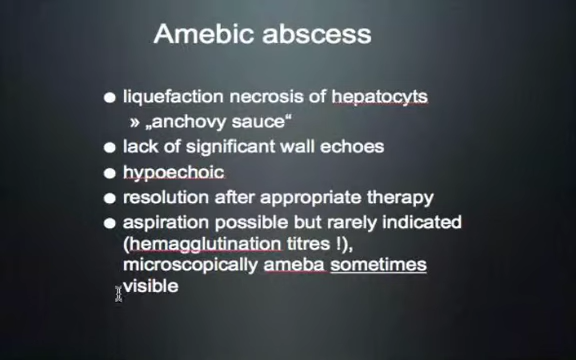 Amebic abscess
● liquefaction necrosis of hepatocyts
» „anchovy sauce“
● lack of significant wall echoes
● hypoechoic
● resolution after appropriate therapy
● aspiration possible but rarely indicated
(hemagglutination titres !),
microscopically ameba sometimes
visible